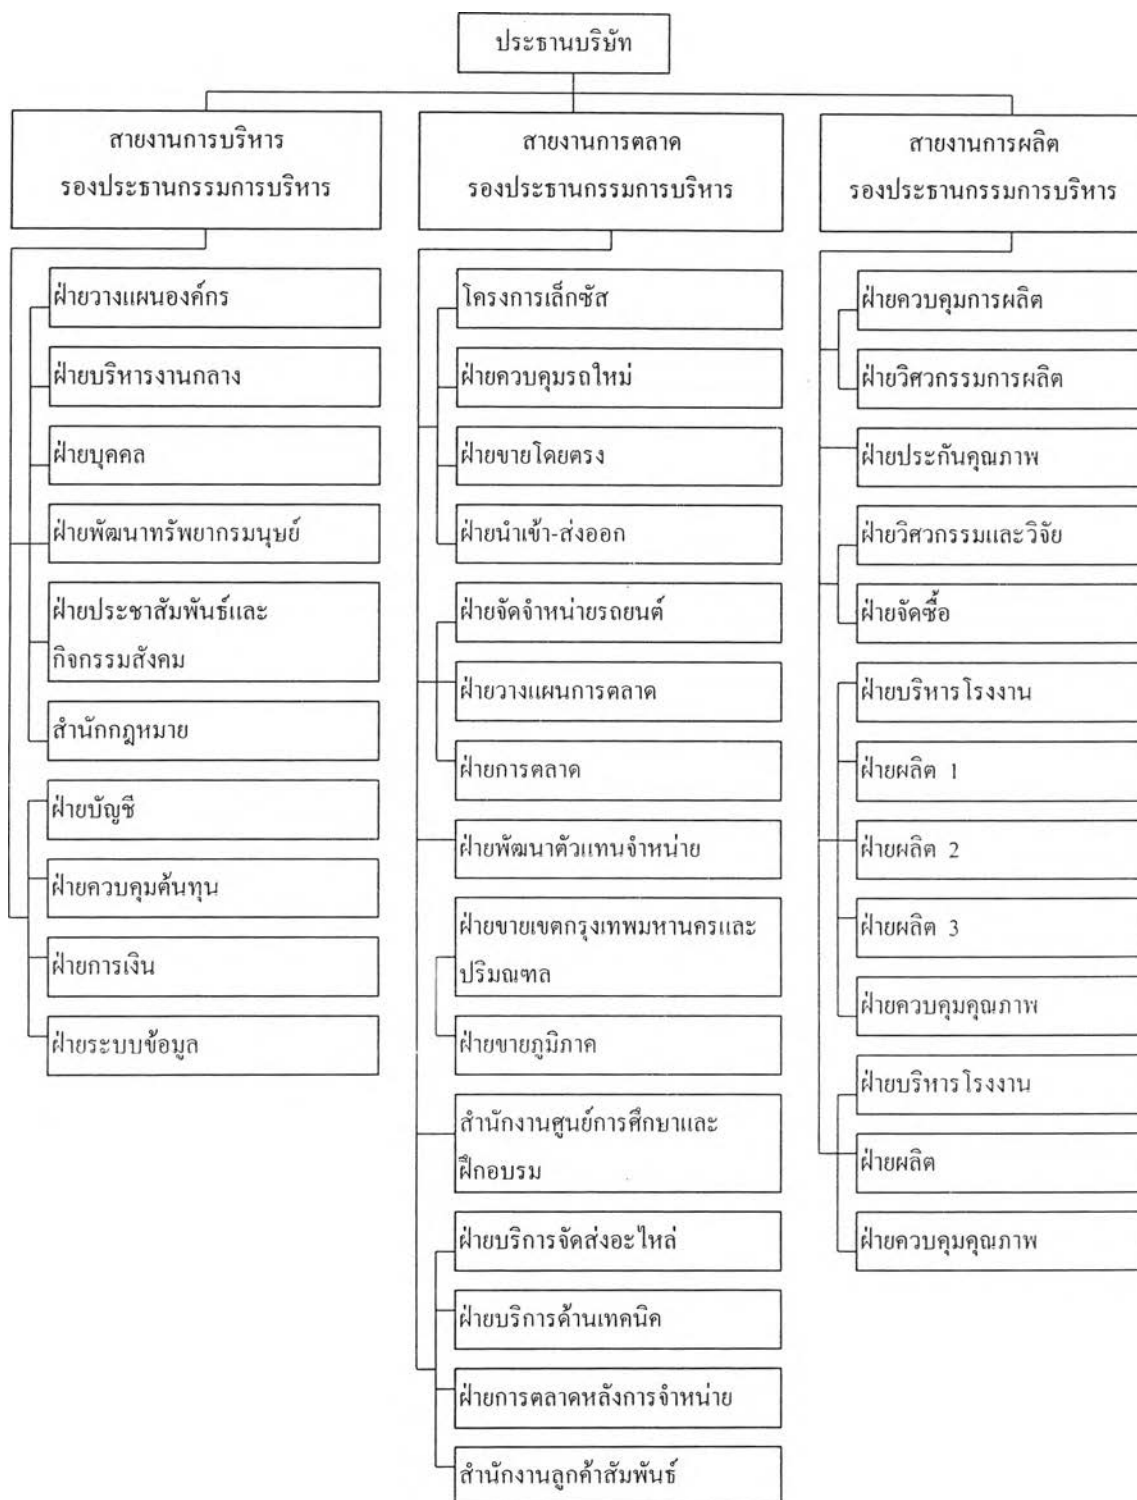 ประธานบริษัท
สายงานการบริหาร
รองประธานกรรมการบริหาร
ฝ่ายวางแผนองค์กร
ฝ่ายบริหารงานกลาง
ฝ่ายบุคคล
ฝ่ายพัฒนาทรัพยากรมนุษย์
ฝ่ายประชาสัมพันธ์และ
กิจกรรมสังคม
สำนักกฎหมาย
ฝ่ายบัญชี
ฝ่ายควบคุมต้นทุน
ฝ่ายการเงิน
ฝ่ายระบบข้อมูล
สายงานการตลาด
รองประธานกรรมการบริหาร
โครงการเล็กซัส
ฝ่ายควบคุมรถใหม่
ฝ่ายขายโดยตรง
ฝ่ายนำเข้า-ส่งออก
ฝ่ายจัดจำหน่ายรถยนต์
ฝ่ายวางแผนการตลาด
ฝ่ายการตลาด
ฝ่ายพัฒนาตัวแทนจำหน่าย
ฝ่ายขายเขตกรุงเทพมหานครและ
ปริมณฑล
ฝ่ายขายภูมิภาค
สำนักงานศูนย์การศึกษาและ
ฝึกอบรม
ฝ่ายบริการจัดส่งอะไหล่
ฝ่ายบริการด้านเทคนิค
ฝ่ายการตลาดหลังการจำหน่าย
สำนักงานลูกค้าสัมพันธ์
สายงานการผลิต
รองประธานกรรมการบริหาร
ฝ่ายควบคุมการผลิต
ฝ่ายวิศวกรรมการผลิต
ฝ่ายประกันคุณภาพ
ฝ่ายวิศวกรรมและวิจัย
ฝ่ายจัดซื้อ
ฝ่ายบริหารโรงงาน
ฝ่ายผลิต 1
ฝ่ายผลิต 2
ฝ่ายผลิต 3
ฝ่ายควบคุมคุณภาพ
ฝ่ายบริหารโรงงาน
ฝ่ายผลิต
ฝ่ายควบคุมคุณภาพ